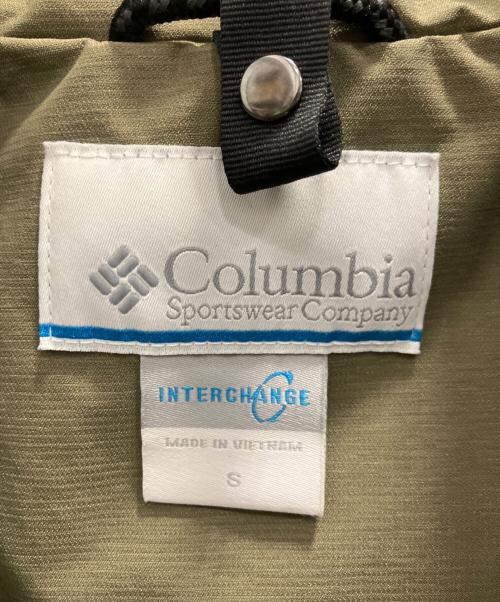 Columbia
Sportswear Company
INTERCHANGE
MADE IN VIETNAM
S